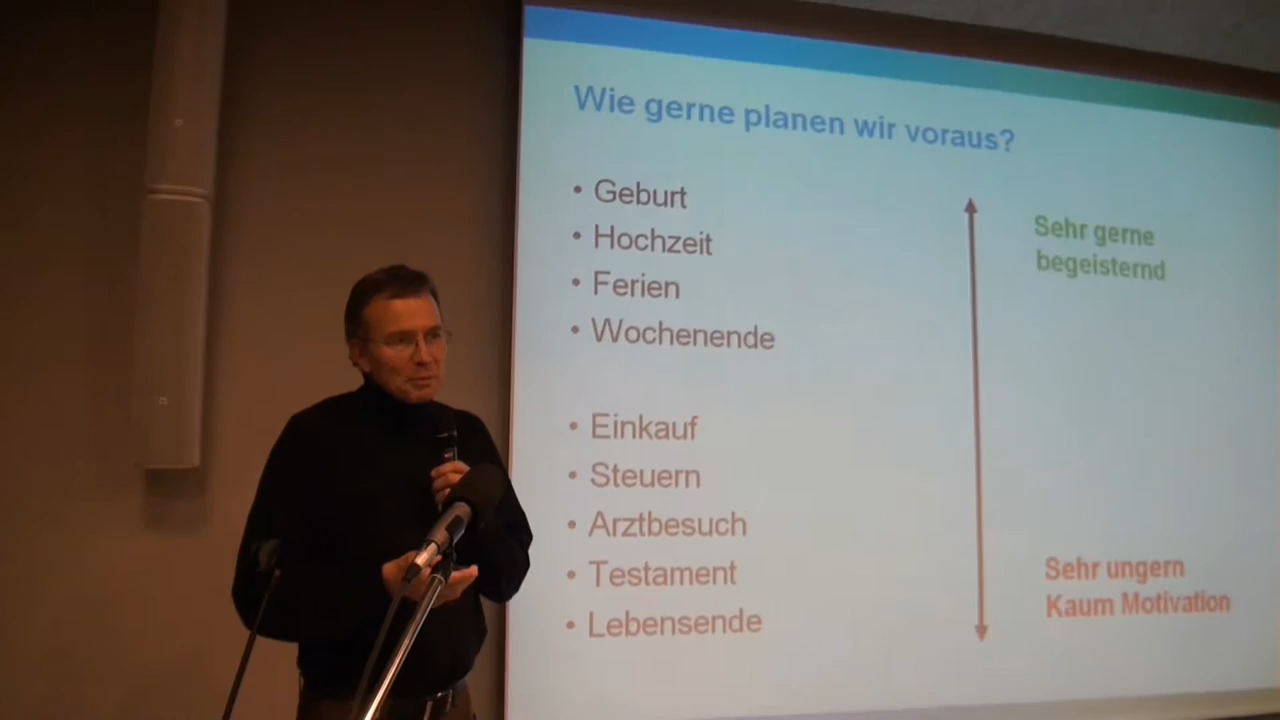 Wie gerne planen wir voraus?
• Geburt
• Hochzeit
• Ferien
• Wochenende
• Einkauf
• Steuern
• Arztbesuch
• Testament
• Lebensende
Sehr gerne
begeisternd
Sehr ungern
Kaum Motivation